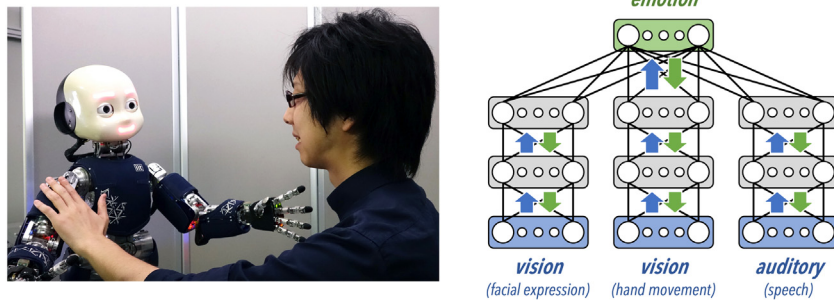 emotion
vision
vision
auditory
(facial expression)
(hand movement)
(speech)